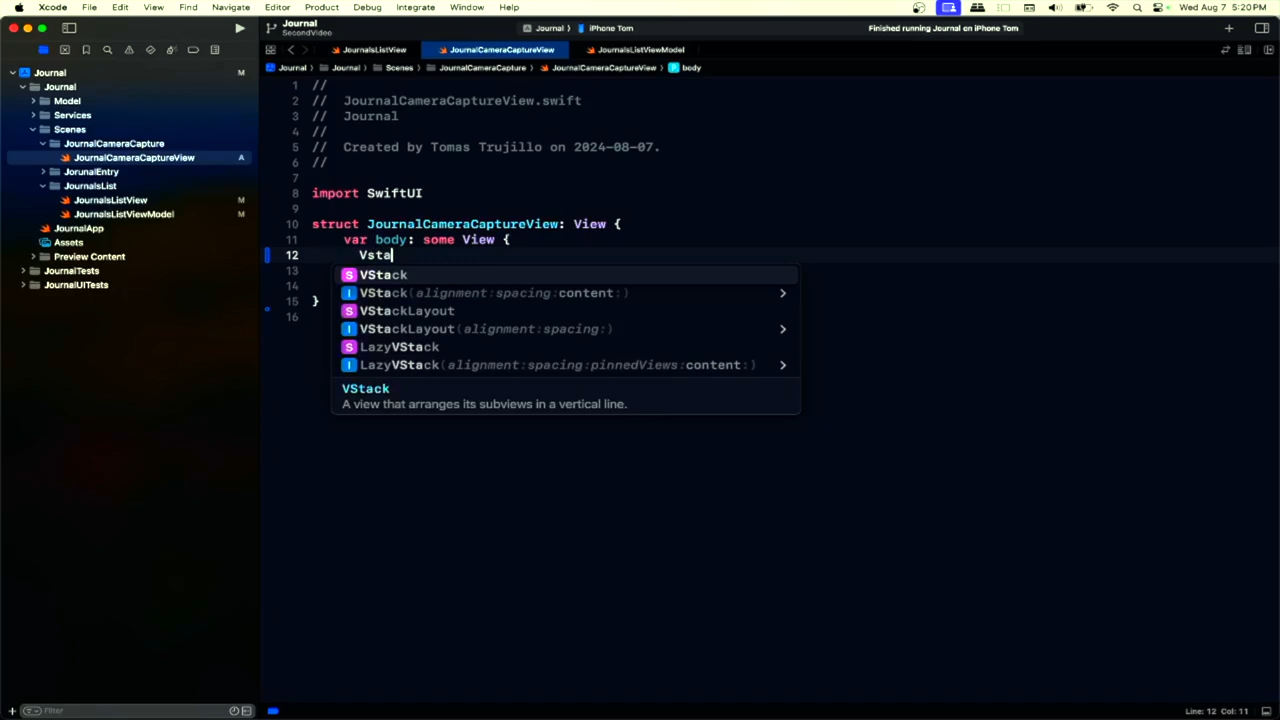 Xcode File Edit View Find Navigate Editor Product Debug Integrate Window Help Wed Aug 7 5:20 PM
Journal
SecondVideo
Journal 〉 iPhone Tom
Finished running Journal on iPhone Tom
JournalsListView JournalCameraCaptureView JournalsListViewModel
Journal 〉 Journal 〉 Scenes 〉 JournalCameraCapture 〉 JournalCameraCaptureView 〉 body
Journal M
Journal
Model
Services
Scenes
JournalCameraCapture
JournalCameraCaptureView A
JorunalEntry
JournalsList
JournalsListView M
JournalsListViewModel M
JournalApp
Assets
Preview Content
JournalTests
JournalUITests
1 //
2 // JournalCameraCaptureView.swift
3 // Journal
4 //
5 // Created by Tomas Trujillo on 2024-08-07.
6 //
7
8 import SwiftUI
9
10 struct JournalCameraCaptureView: View {
11 var body: some View {
12 Vsta
13
14
15 }
16
S VStack
I VStack(alignment:spacing:content:)
S VStackLayout
I VStackLayout(alignment:spacing:)
S LazyVStack
I LazyVStack(alignment:spacing:pinnedViews:content:)
VStack
A view that arranges its subviews in a vertical line.
Filter
Line: 12 Col: 11